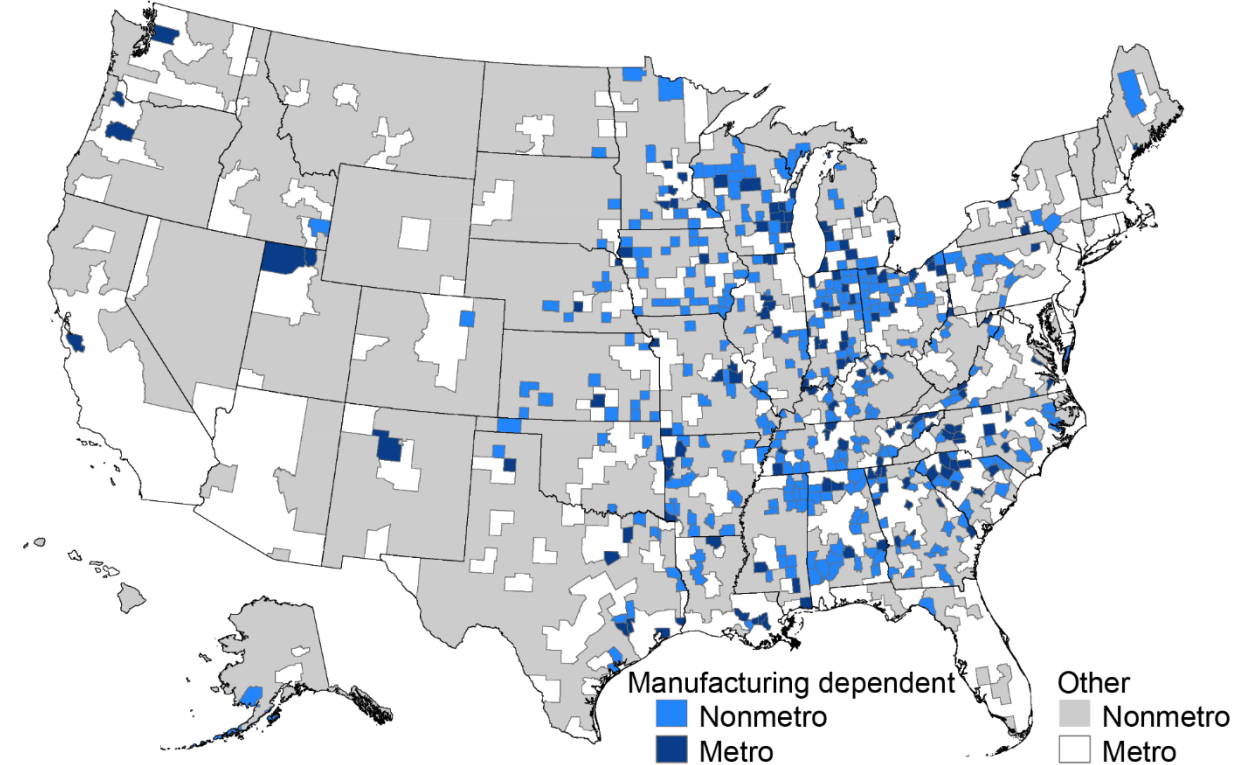 Manufacturing dependent
Nonmetro
Metro
Other
Nonmetro
Metro